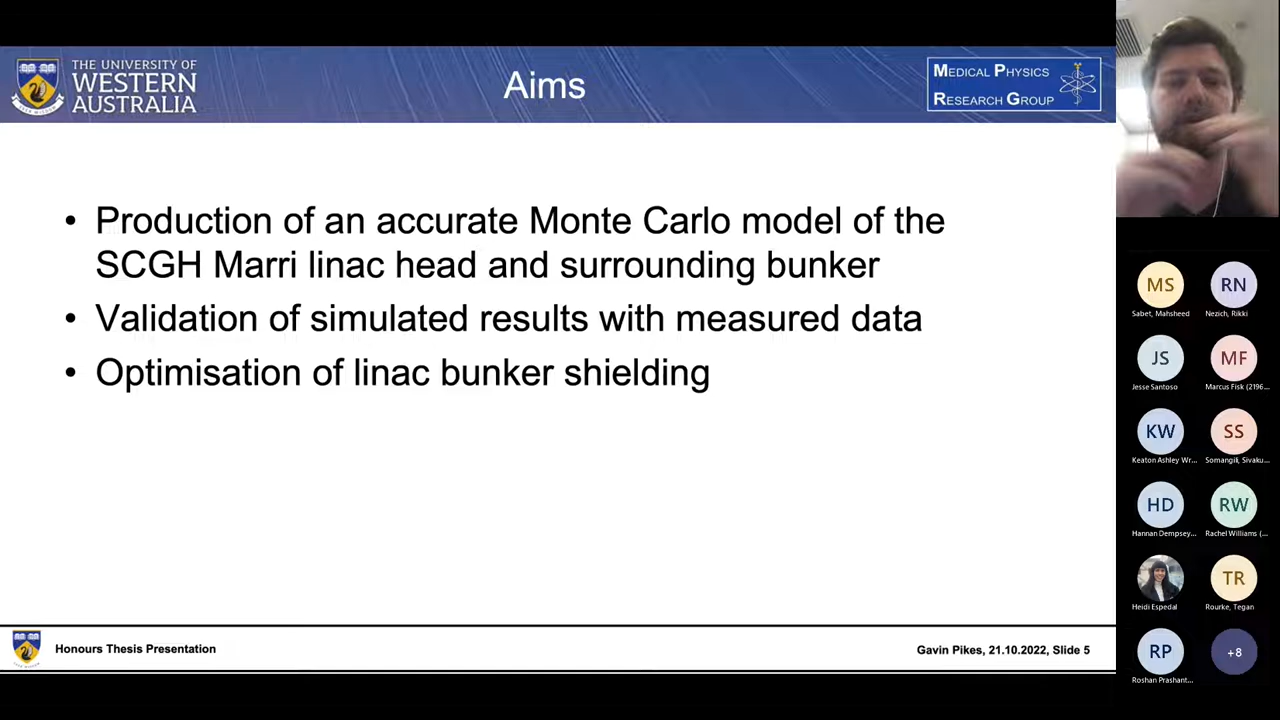 THE UNIVERSITY OF
WESTERN
AUSTRALIA
Aims
MEDICAL PHYSICS
RESEARCH GROUP
• Production of an accurate Monte Carlo model of the
SCGH Marri linac head and surrounding bunker
• Validation of simulated results with measured data
• Optimisation of linac bunker shielding
Honours Thesis Presentation
Gavin Pikes, 21.10.2022, Slide 5
MS
RN
Sabet, Mahsheed
Nezich, Rikki
JS
MF
Jesse Santoso
Marcus Fisk (2196...
KW
SS
Keaton Ashley Wr...
Somangili, Sivaku...
HD
RW
Hannan Dempsey...
Rachel Williams (...
TR
Heidi Espedal
Rourke, Tegan
RP
+8
Roshan Prashant...